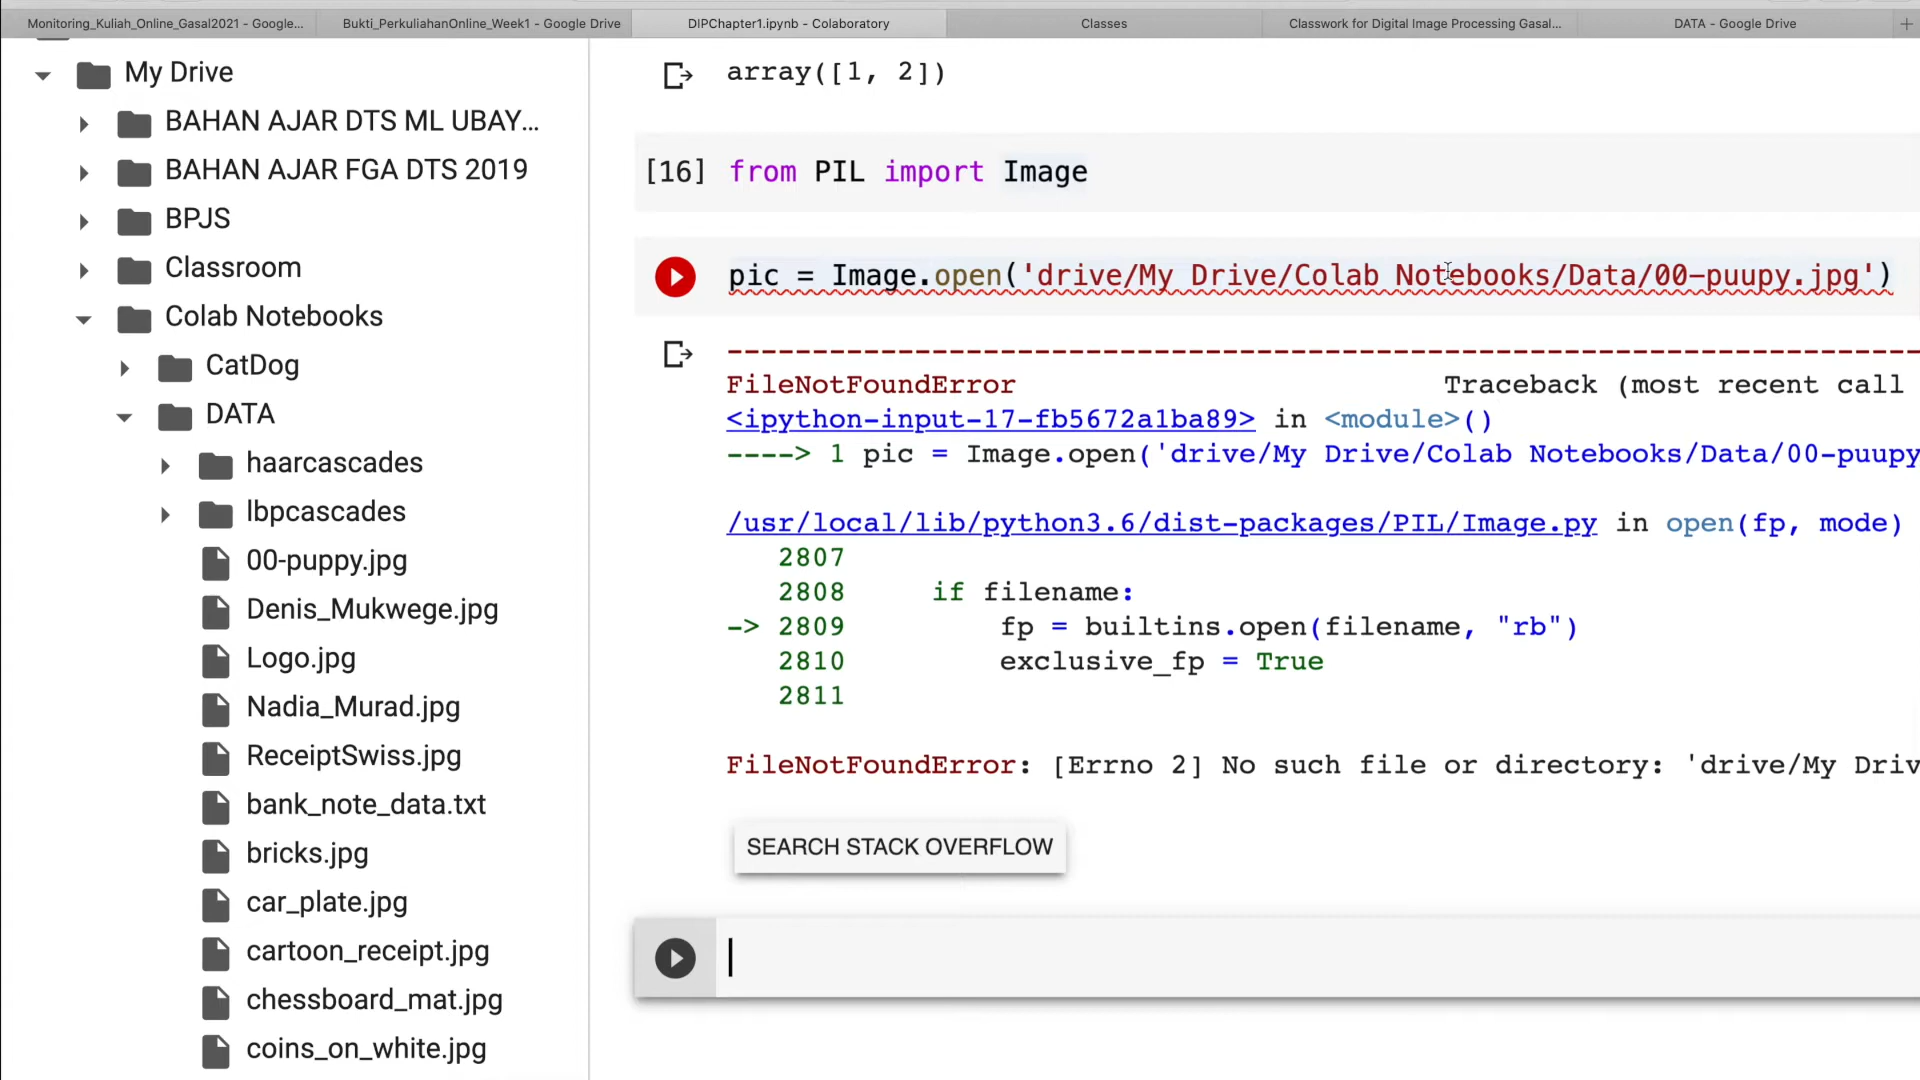 Monitoring_Kuliah_Online_Gasal2021 - Google...
Bukti_PerkuliahanOnline_Week1 - Google Drive
DIPChapter1.ipynb - Colaboratory
Classes
Classwork for Digital Image Processing Gasal...
DATA - Google Drive
+
My Drive
BAHAN AJAR DTS ML UBAY...
BAHAN AJAR FGA DTS 2019
BPJS
Classroom
Colab Notebooks
CatDog
DATA
haarcascades
lbpcascades
00-puppy.jpg
Denis_Mukwege.jpg
Logo.jpg
Nadia_Murad.jpg
ReceiptSwiss.jpg
bank_note_data.txt
bricks.jpg
car_plate.jpg
cartoon_receipt.jpg
chessboard_mat.jpg
coins_on_white.jpg
array([1, 2])
[16] from PIL import Image
pic = Image.open('drive/My Drive/Colab Notebooks/Data/00-puupy.jpg')
--------------------------------------------------------------------
FileNotFoundError Traceback (most recent call
<ipython-input-17-fb5672a1ba89> in <module>()
----> 1 pic = Image.open('drive/My Drive/Colab Notebooks/Data/00-puupy
/usr/local/lib/python3.6/dist-packages/PIL/Image.py in open(fp, mode)
2807
2808 if filename:
-> 2809 fp = builtins.open(filename, "rb")
2810 exclusive_fp = True
2811
FileNotFoundError: [Errno 2] No such file or directory: 'drive/My Driv
SEARCH STACK OVERFLOW